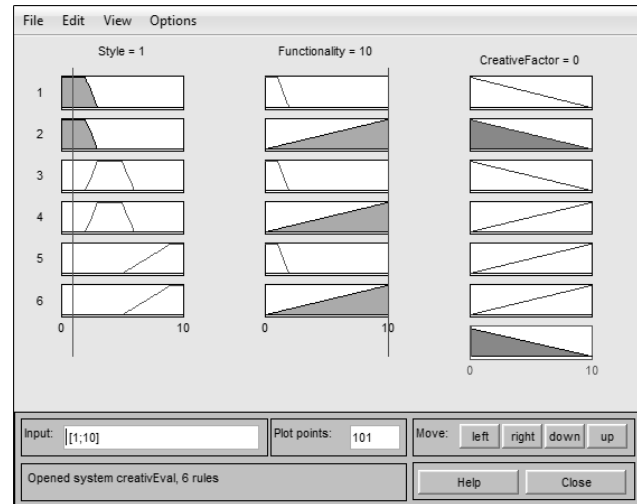 File Edit View Options
Style = 1 Functionality = 10 CreativeFactor = 0
1
2
3
4
5
6
0 10 0 10
0 10
Input: [1;10] Plot points: 101 Move: left right down up
Opened system creativEval, 6 rules Help Close